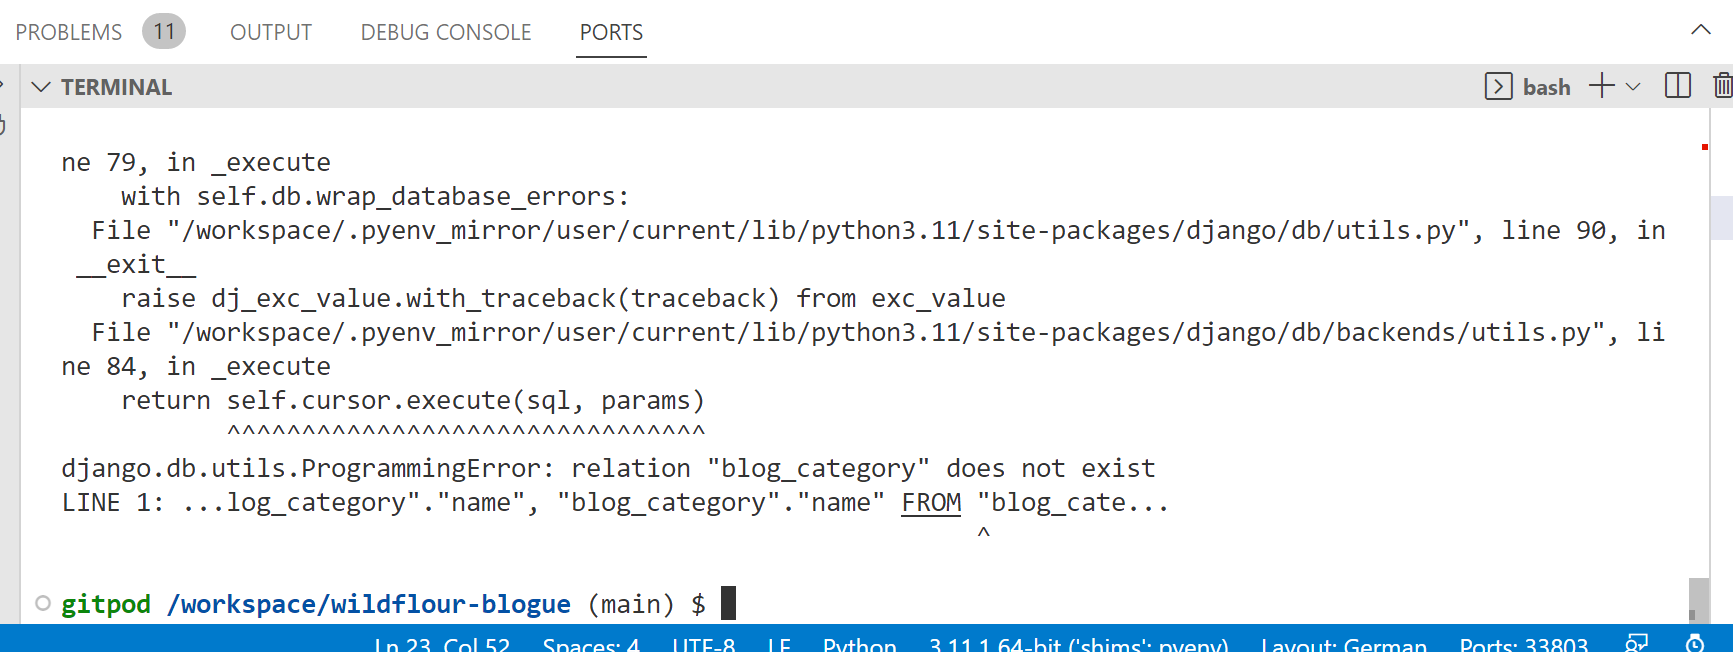 PROBLEMS 11 OUTPUT DEBUG CONSOLE PORTS
TERMINAL bash
ne 79, in _execute
    with self.db.wrap_database_errors:
  File "/workspace/.pyenv_mirror/user/current/lib/python3.11/site-packages/django/db/utils.py", line 90, in
 __exit__
    raise dj_exc_value.with_traceback(traceback) from exc_value
  File "/workspace/.pyenv_mirror/user/current/lib/python3.11/site-packages/django/db/backends/utils.py", li
ne 84, in _execute
    return self.cursor.execute(sql, params)
           ^^^^^^^^^^^^^^^^^^^^^^^^^^^^^^^^
django.db.utils.ProgrammingError: relation "blog_category" does not exist
LINE 1: ...log_category"."name", "blog_category"."name" FROM "blog_cate...
                                                             ^
gitpod /workspace/wildflour-blogue (main) $
Ln 23, Col 52 Spaces: 4 UTF-8 LF Python 3.11.1 64-bit ('shims': pyenv) Layout: German Ports: 33803